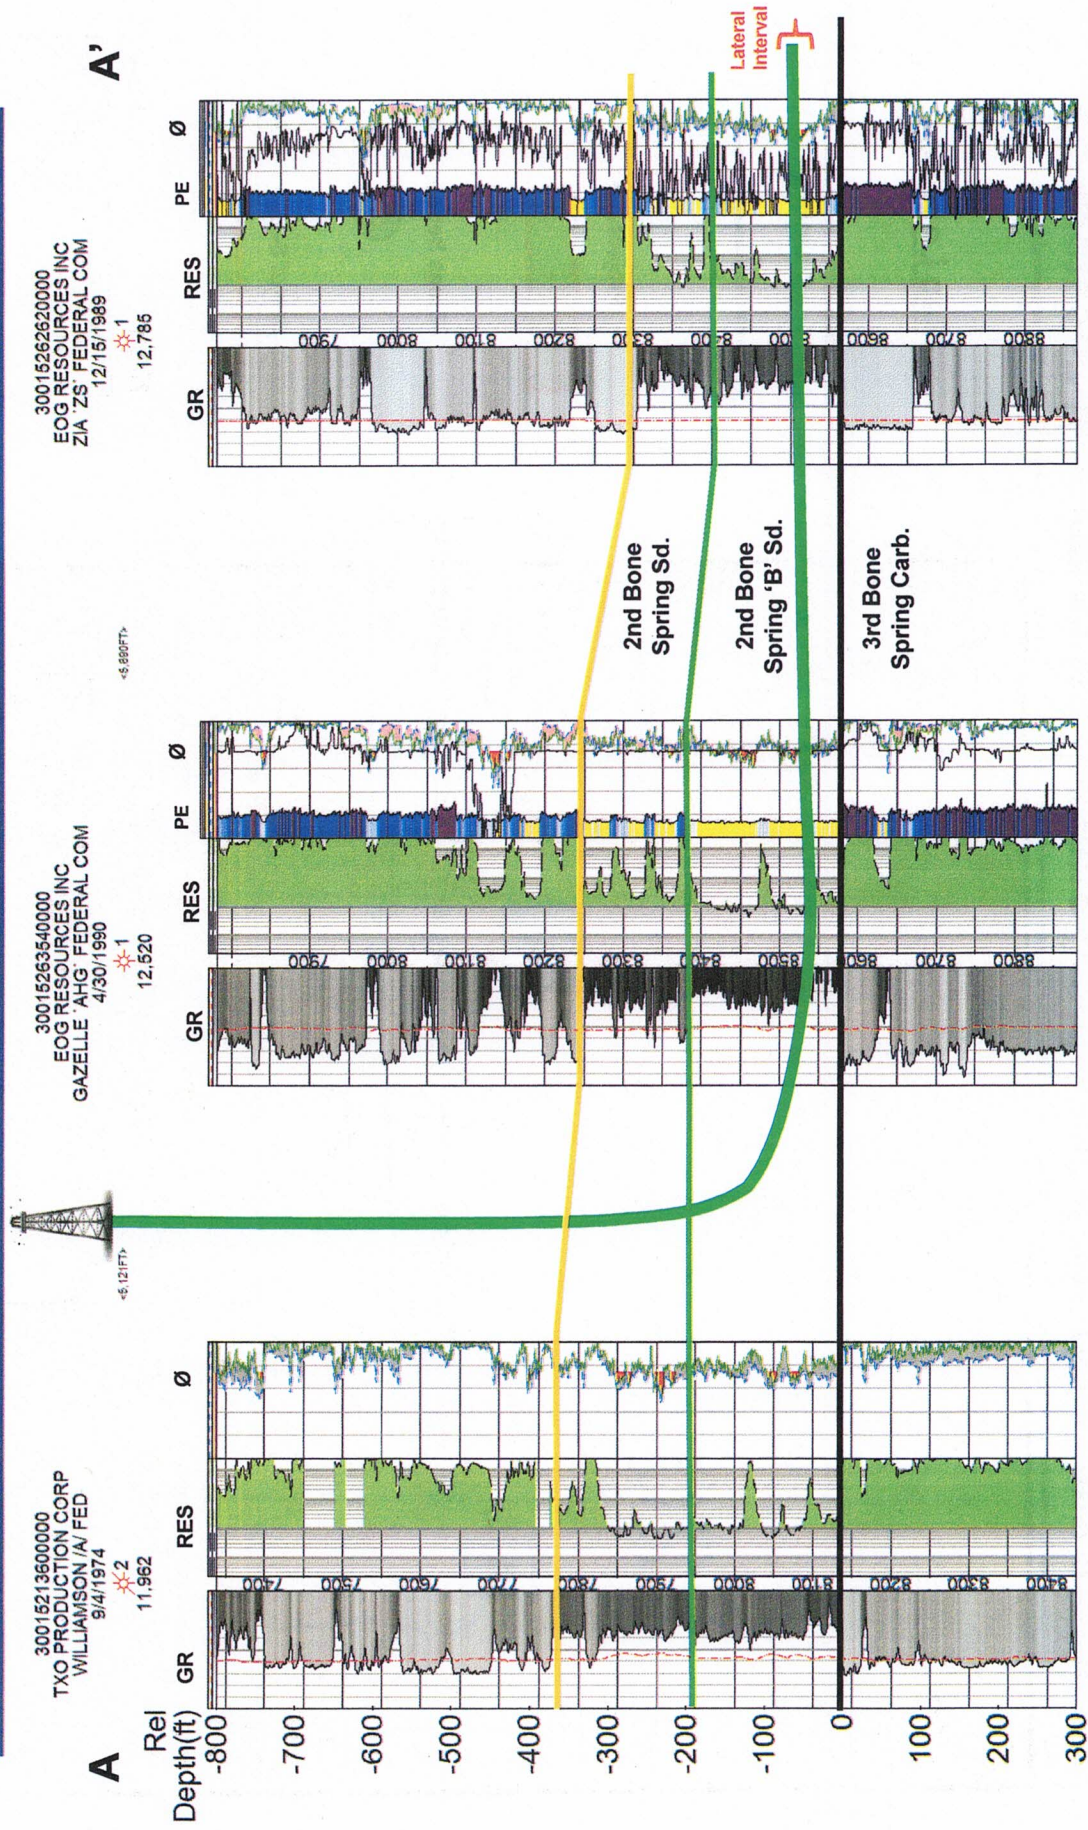 A
A'
3001521360000
TXO PRODUCTION CORP
WILLIAMSON /A/ FED
9/4/1974
2
11,962
<5,121FT>
30015263540000
EOG RESOURCES INC
GAZELLE 'AHG' FEDERAL COM
4/30/1990
1
12,520
<5,890FT>
30015262620000
EOG RESOURCES INC
ZIA 'ZS' FEDERAL COM
12/15/1989
1
12,785
Rel
Depth(ft)
GR
RES
Ø
GR
RES
PE
Ø
GR
RES
PE
Ø
-800
-700
-600
-500
-400
-300
-200
-100
0
100
200
300
7400
7500
7600
7700
7800
7900
8000
8100
8200
8300
8400
7900
8000
8100
8200
8300
8400
8600
8700
8800
7900
8000
8100
8200
8300
8600
8700
8800
2nd Bone
Spring Sd.
2nd Bone
Spring 'B' Sd.
3rd Bone
Spring Carb.
Lateral
Interval